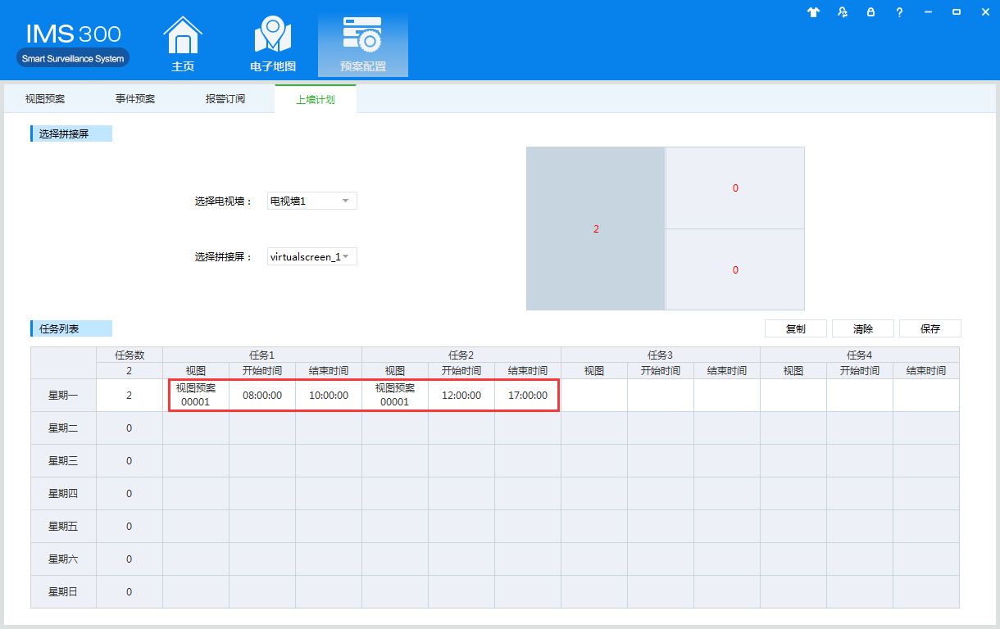 IMS 300
Smart Surveillance System
主页
电子地图
预案配置
视图预案 事件预案 报警订阅 上墙计划
选择拼接屏
选择电视墙： 电视墙1
选择拼接屏： virtualscreen_1
2
0
0
任务列表 复制 清除 保存
任务数 任务1 任务2 任务3 任务4
2 视图 开始时间 结束时间 视图 开始时间 结束时间 视图 开始时间 结束时间 视图 开始时间 结束时间
星期一 2 视图预案 00001 08:00:00 10:00:00 视图预案 00001 12:00:00 17:00:00
星期二 0
星期三 0
星期四 0
星期五 0
星期六 0
星期日 0